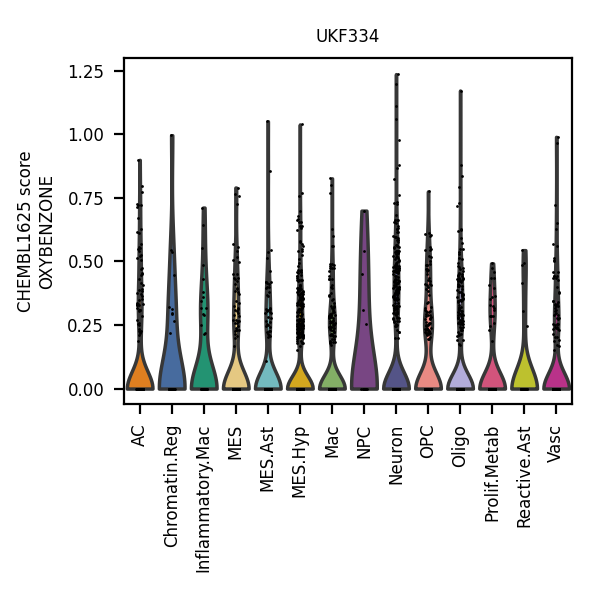 UKF334
CHEMBL1625 score
OXYBENZONE
1.25
1.00
0.75
0.50
0.25
0.00
AC
Chromatin.Reg
Inflammatory.Mac
MES
MES.Ast
MES.Hyp
Mac
NPC
Neuron
OPC
Oligo
Prolif.Metab
Reactive.Ast
Vasc